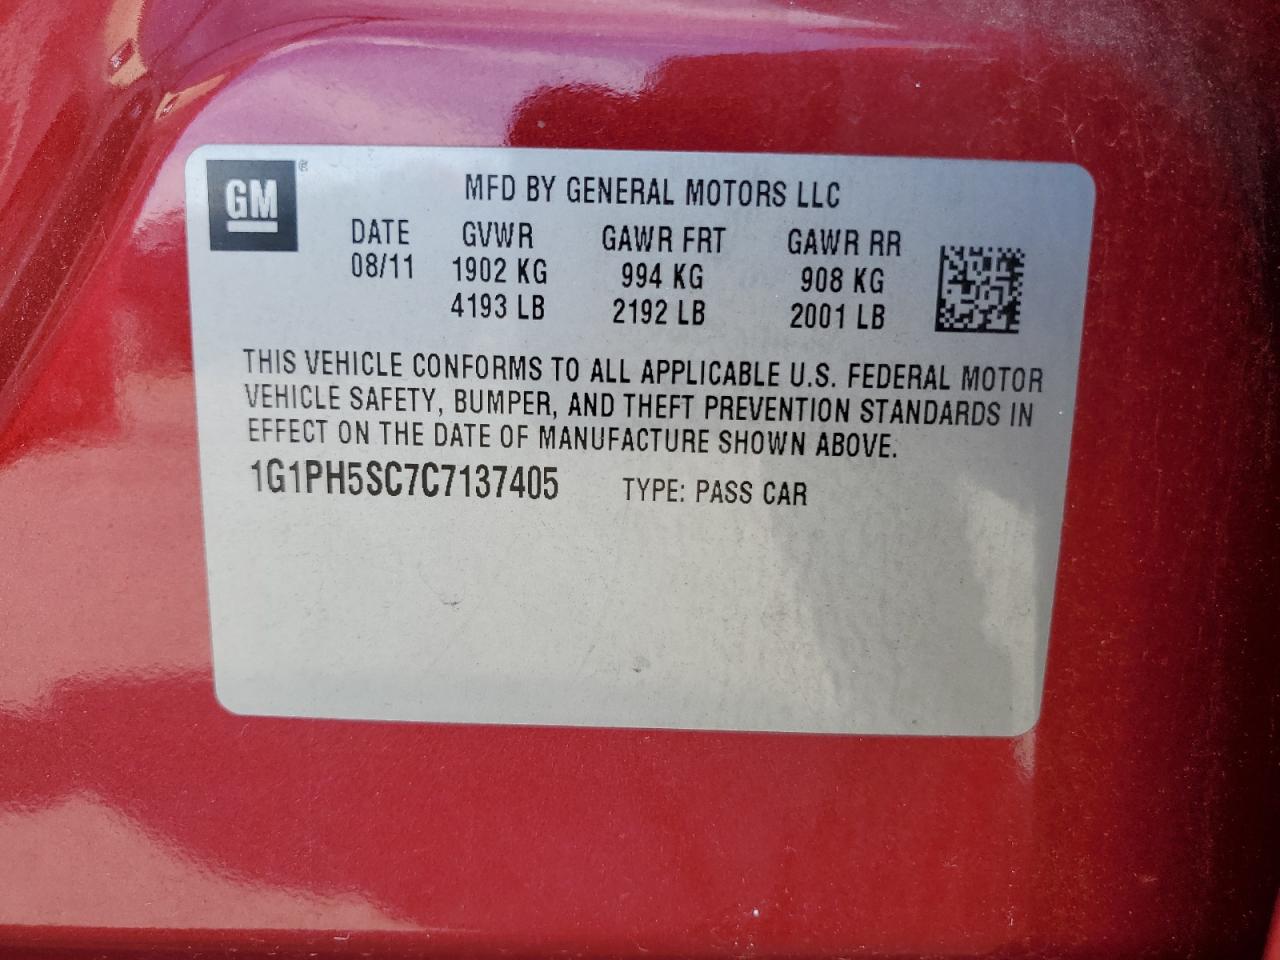 GM®
MFD BY GENERAL MOTORS LLC
DATE GVWR GAWR FRT GAWR RR
08/11 1902 KG 994 KG 908 KG
4193 LB 2192 LB 2001 LB
THIS VEHICLE CONFORMS TO ALL APPLICABLE U.S. FEDERAL MOTOR
VEHICLE SAFETY, BUMPER, AND THEFT PREVENTION STANDARDS IN
EFFECT ON THE DATE OF MANUFACTURE SHOWN ABOVE.
1G1PH5SC7C7137405 TYPE: PASS CAR